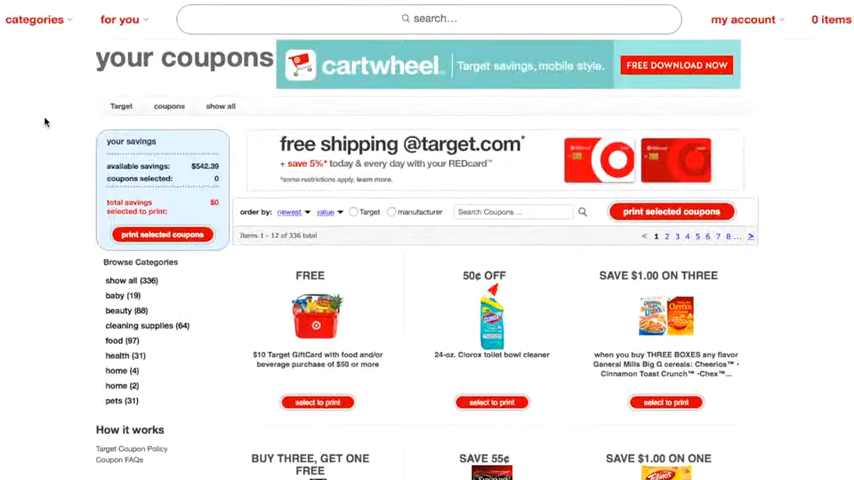 categories
for you
search...
my account
0 items
your coupons
cartwheel.
Target savings, mobile style.
FREE DOWNLOAD NOW
Target
coupons
show all
your savings
available savings: $542.39
coupons selected: 0
total savings
selected to print: $0
print selected coupons
free shipping @target.com*
+ save 5%* today & every day with your REDcard™
*some restrictions apply, learn more.
order by: newest value Target manufacturer Search Coupons ... print selected coupons
Items 1 - 12 of 336 total
< 1 2 3 4 5 6 7 8 ... >
Browse Categories
show all (336)
baby (19)
beauty (88)
cleaning supplies (64)
food (97)
health (31)
home (4)
home (2)
pets (31)
How it works
Target Coupon Policy
Coupon FAQs
FREE
$10 Target GiftCard with food and/or
beverage purchase of $50 or more
select to print
50¢ OFF
24-oz. Clorox toilet bowl cleaner
select to print
SAVE $1.00 ON THREE
when you buy THREE BOXES any flavor
General Mills Big G cereals: Cheerios™ -
Cinnamon Toast Crunch™ -Chex™...
select to print
BUY THREE, GET ONE
FREE
SAVE 55¢
SAVE $1.00 ON ONE